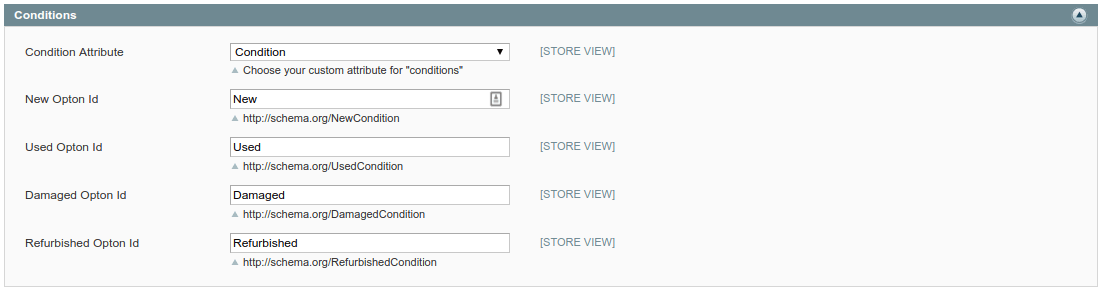 Conditions
Condition Attribute Condition [STORE VIEW]
Choose your custom attribute for "conditions"
New Opton Id New [STORE VIEW]
http://schema.org/NewCondition
Used Opton Id Used [STORE VIEW]
http://schema.org/UsedCondition
Damaged Opton Id Damaged [STORE VIEW]
http://schema.org/DamagedCondition
Refurbished Opton Id Refurbished [STORE VIEW]
http://schema.org/RefurbishedCondition